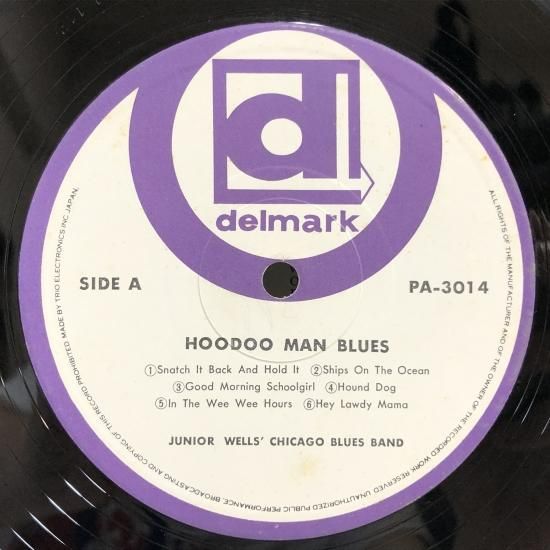 d
delmark
SIDE A
PA-3014
HOODOO MAN BLUES
①Snatch It Back And Hold It ②Ships On The Ocean
③Good Morning Schoolgirl ④Hound Dog
⑤In The Wee Wee Hours ⑥Hey Lawdy Mama
JUNIOR WELLS' CHICAGO BLUES BAND
ALL RIGHTS OF THE MANUFACTURER AND OF THE OWNER OF THE RECORDED WORK RESERVED UNAUTHORIZED PUBLIC PERFORMANCE, BROADCASTING AND COPYING OF THIS RECORD PROHIBITED MADE BY TRIO ELECTRONICS INC. JAPAN.